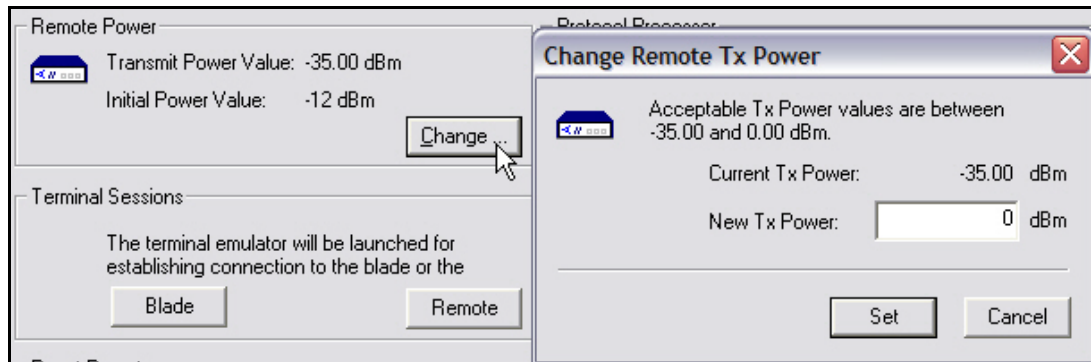 Remote Power
Transmit Power Value: -35.00 dBm
Initial Power Value: -12 dBm
Change ...
Terminal Sessions
The terminal emulator will be launched for
establishing connection to the blade or the
Blade
Remote
Protocol Processor
Change Remote Tx Power
Acceptable Tx Power values are between
-35.00 and 0.00 dBm.
Current Tx Power: -35.00 dBm
New Tx Power: 0 dBm
Set
Cancel